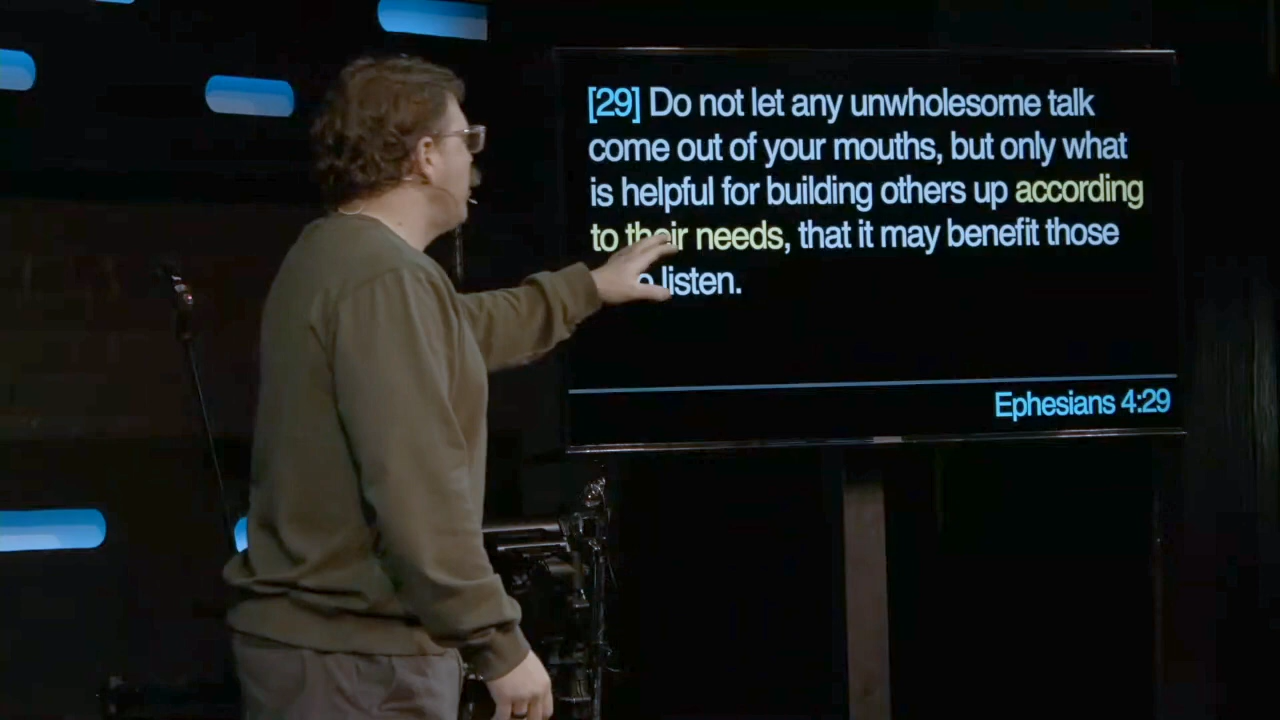 [29] Do not let any unwholesome talk
come out of your mouths, but only what
is helpful for building others up according
to their needs, that it may benefit those
listen.
Ephesians 4:29